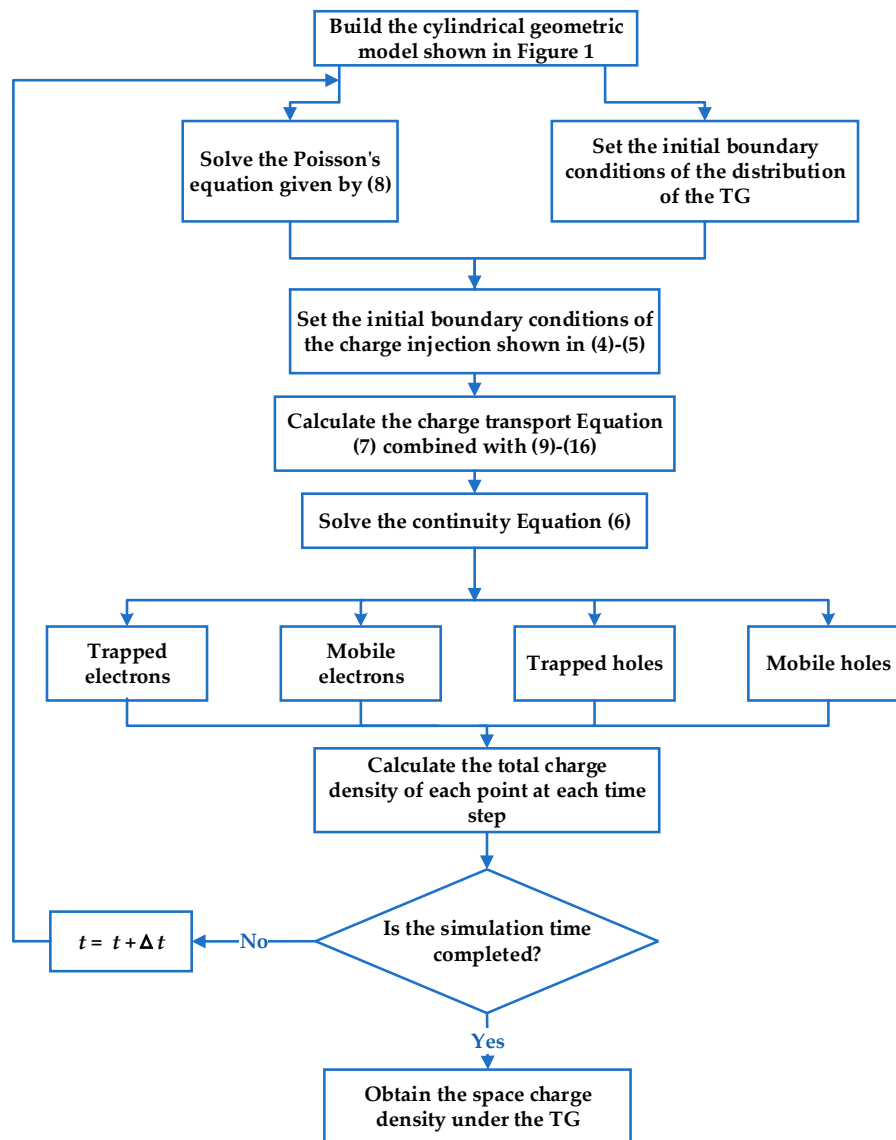 Build the cylindrical geometric
model shown in Figure 1
Solve the Poisson's
equation given by (8)
Set the initial boundary
conditions of the distribution
of the TG
Set the initial boundary conditions of
the charge injection shown in (4)-(5)
Calculate the charge transport Equation
(7) combined with (9)-(16)
Solve the continuity Equation (6)
Trapped
electrons
Mobile
electrons
Trapped holes
Mobile holes
Calculate the total charge
density of each point at each time
step
Is the simulation time
completed?
No
t = t + Δ t
Yes
Obtain the space charge
density under the TG